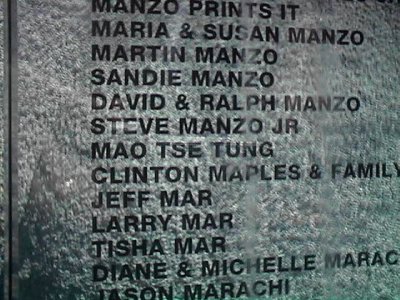 MANZO PRINTS IT
MARIA & SUSAN MANZO
MARTIN MANZO
SANDIE MANZO
DAVID & RALPH MANZO
STEVE MANZO JR
MAO TSE TUNG
CLINTON MAPLES & FAMILY
JEFF MAR
LARRY MAR
TISHA MAR
DIANE & MICHELLE MARAC
JASON MARACHI